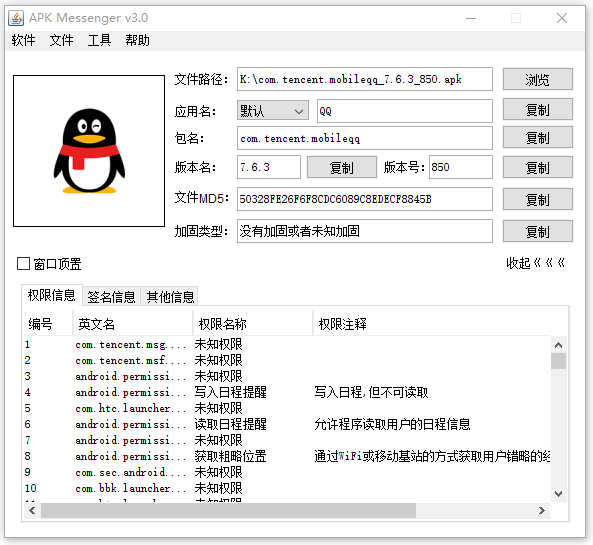 APK Messenger v3.0
软件 文件 工具 帮助
文件路径： K:\com.tencent.mobileqq_7.6.3_850.apk 浏览
应用名： 默认 QQ 复制
包名： com.tencent.mobileqq 复制
版本名： 7.6.3 复制 版本号： 850 复制
文件MD5： 50328FE26F6F8CDC6089C8EDECF8845B 复制
加固类型： 没有加固或者未知加固 复制
窗口顶置 收起《《《
权限信息 签名信息 其他信息
编号 英文名 权限名称 权限注释
1 com.tencent.msg.... 未知权限
2 com.tencent.msf.... 未知权限
3 android.permissi... 未知权限
4 android.permissi... 写入日程提醒 写入日程,但不可读取
5 com.htc.launcher... 未知权限
6 android.permissi... 读取日程提醒 允许程序读取用户的日程信息
7 android.permissi... 未知权限
8 android.permissi... 获取粗略位置 通过WiFi或移动基站的方式获取用户错略的经
9 com.sec.android.... 未知权限
10 com.bbk.launcher... 未知权限